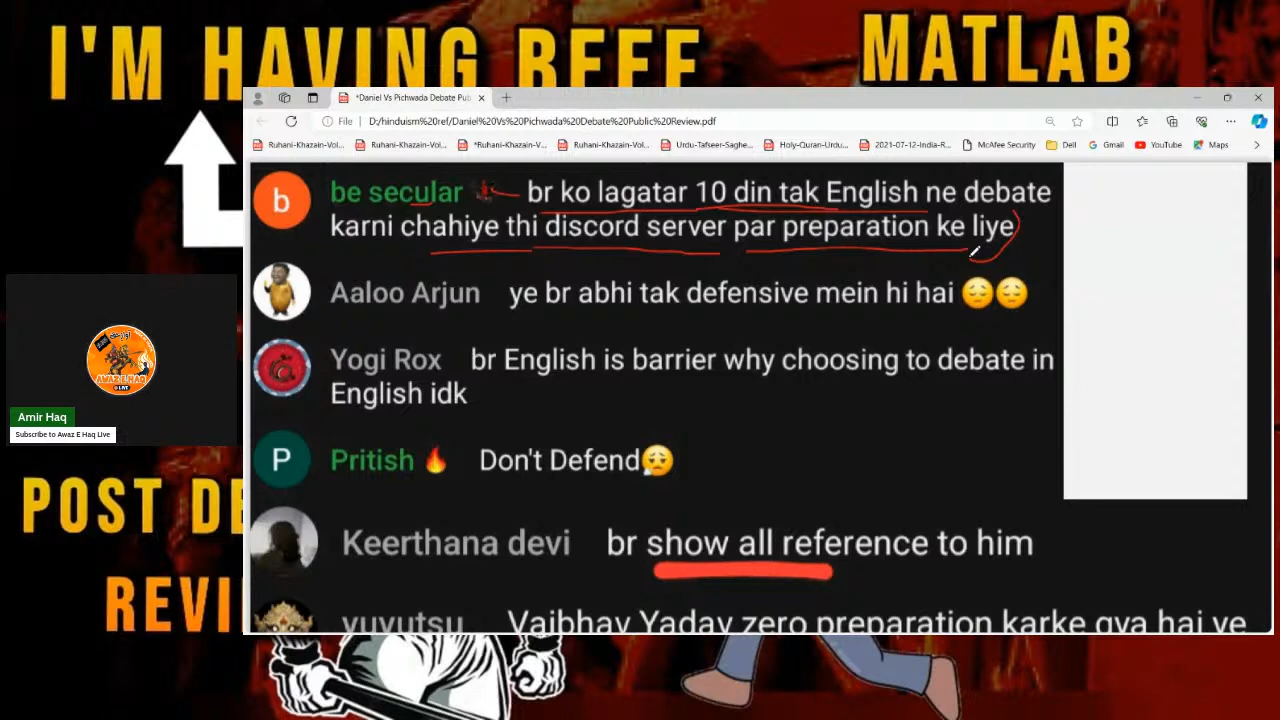 I'M HAVING BEEF
MATLAB
*Daniel Vs Pichwada Debate Pub
File | D:/hinduism%20ref/Daniel%20Vs%20Pichwada%20Debate%20Public%20Review.pdf
Ruhani-Khazain-Vol... Ruhani-Khazain-Vol... *Ruhani-Khazain-V... Ruhani-Khazain-Vol... Urdu-Tafseer-Saghe... Holy-Quran-Urdu... 2021-07-12-India-R... McAfee Security Dell Gmail YouTube Maps
b be secular br ko lagatar 10 din tak English ne debate
karni chahiye thi discord server par preparation ke liye
Aaloo Arjun ye br abhi tak defensive mein hi hai 😔😔
Yogi Rox br English is barrier why choosing to debate in
English idk
P Pritish 🔥 Don't Defend
Keerthana devi br show all reference to him
yuyutsu Vaibhav Yadav zero preparation karke gya hai ye
AWAZ E HAQ
LIVE
Amir Haq
Subscribe to Awaz E Haq Live
POST DE
REVI